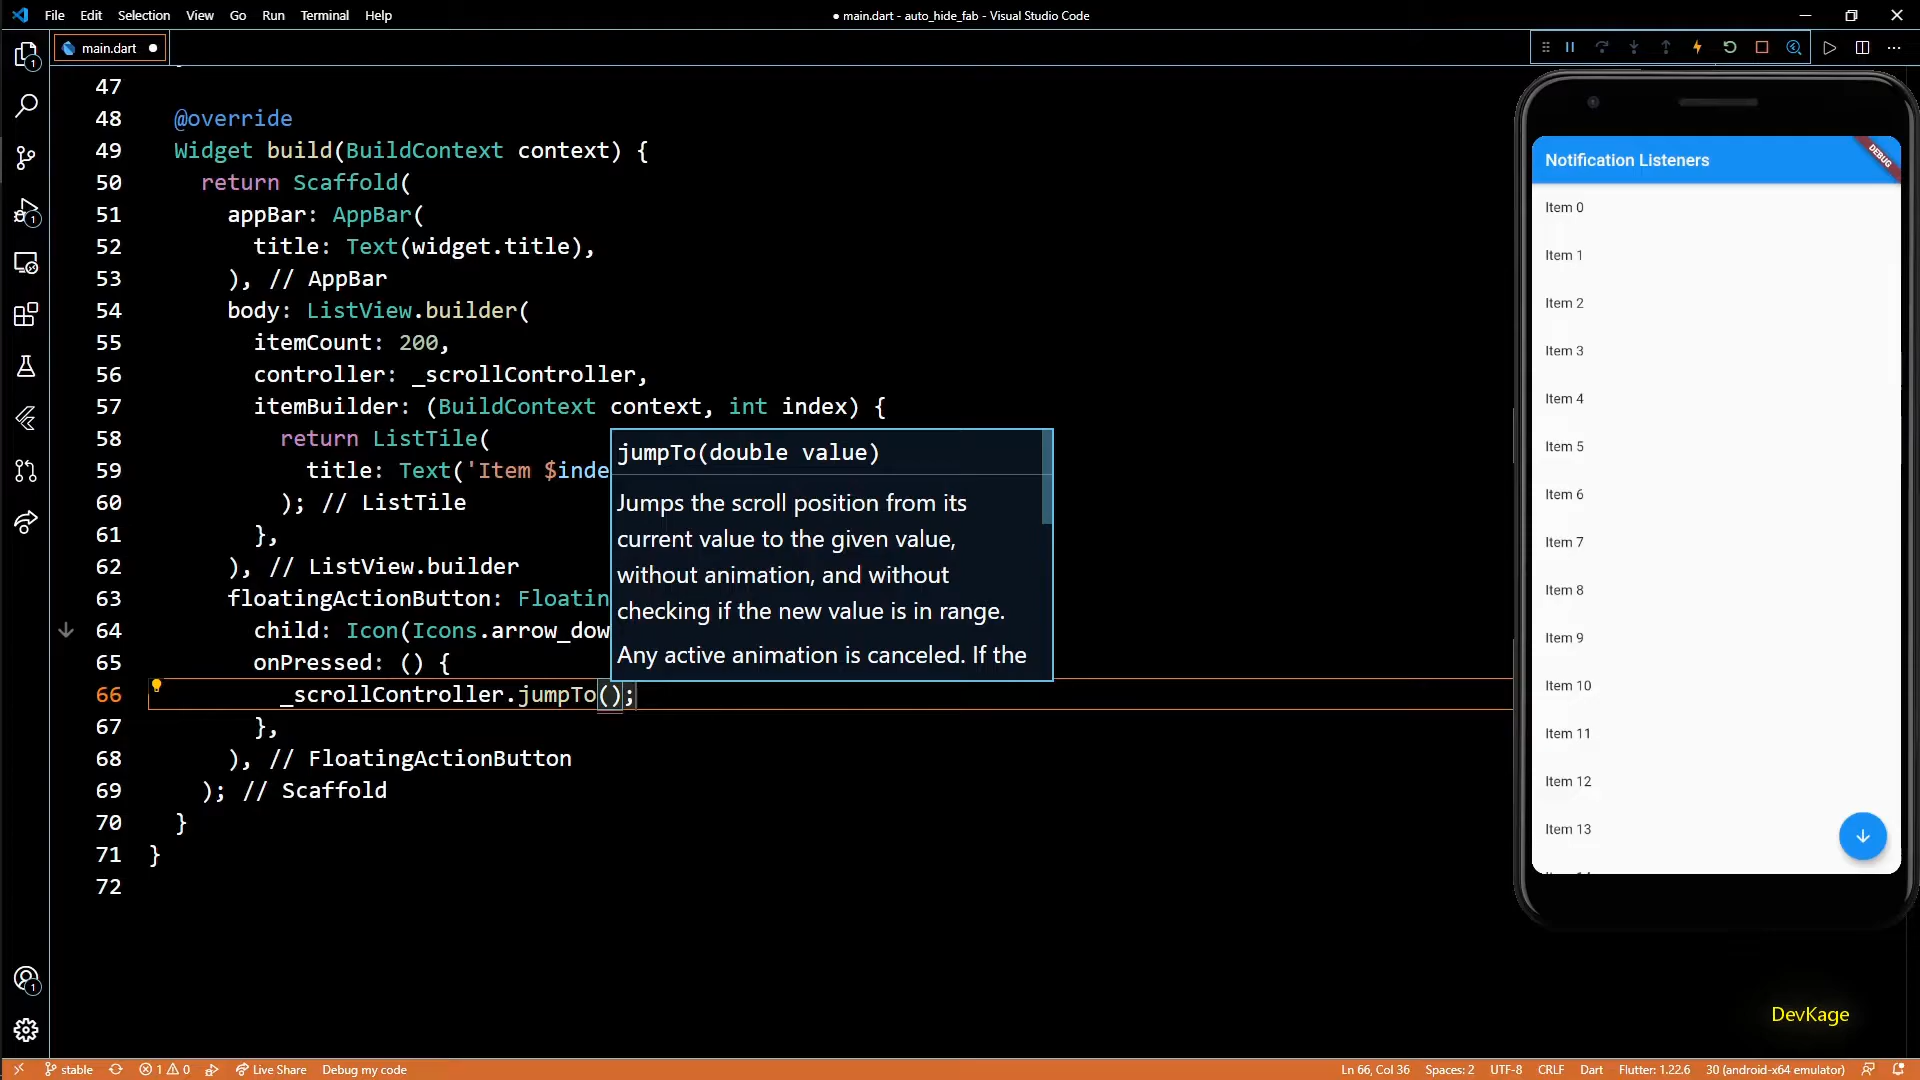 File Edit Selection View Go Run Terminal Help
● main.dart - auto_hide_fab - Visual Studio Code
main.dart ●
47
48 @override
49 Widget build(BuildContext context) {
50 return Scaffold(
51 appBar: AppBar(
52 title: Text(widget.title),
53 ), // AppBar
54 body: ListView.builder(
55 itemCount: 200,
56 controller: _scrollController,
57 itemBuilder: (BuildContext context, int index) {
58 return ListTile(
59 title: Text('Item $inde
60 ); // ListTile
61 },
62 ), // ListView.builder
63 floatingActionButton: Floatin
64 child: Icon(Icons.arrow_dow
65 onPressed: () {
66 _scrollController.jumpTo();
67 },
68 ), // FloatingActionButton
69 ); // Scaffold
70 }
71 }
72
jumpTo(double value)
Jumps the scroll position from its
current value to the given value,
without animation, and without
checking if the new value is in range.
Any active animation is canceled. If the
Notification Listeners
DEBUG
Item 0
Item 1
Item 2
Item 3
Item 4
Item 5
Item 6
Item 7
Item 8
Item 9
Item 10
Item 11
Item 12
Item 13
1
1
1
DevKage
stable 1 0 Live Share Debug my code
Ln 66, Col 36 Spaces: 2 UTF-8 CRLF Dart Flutter: 1.22.6 30 (android-x64 emulator)